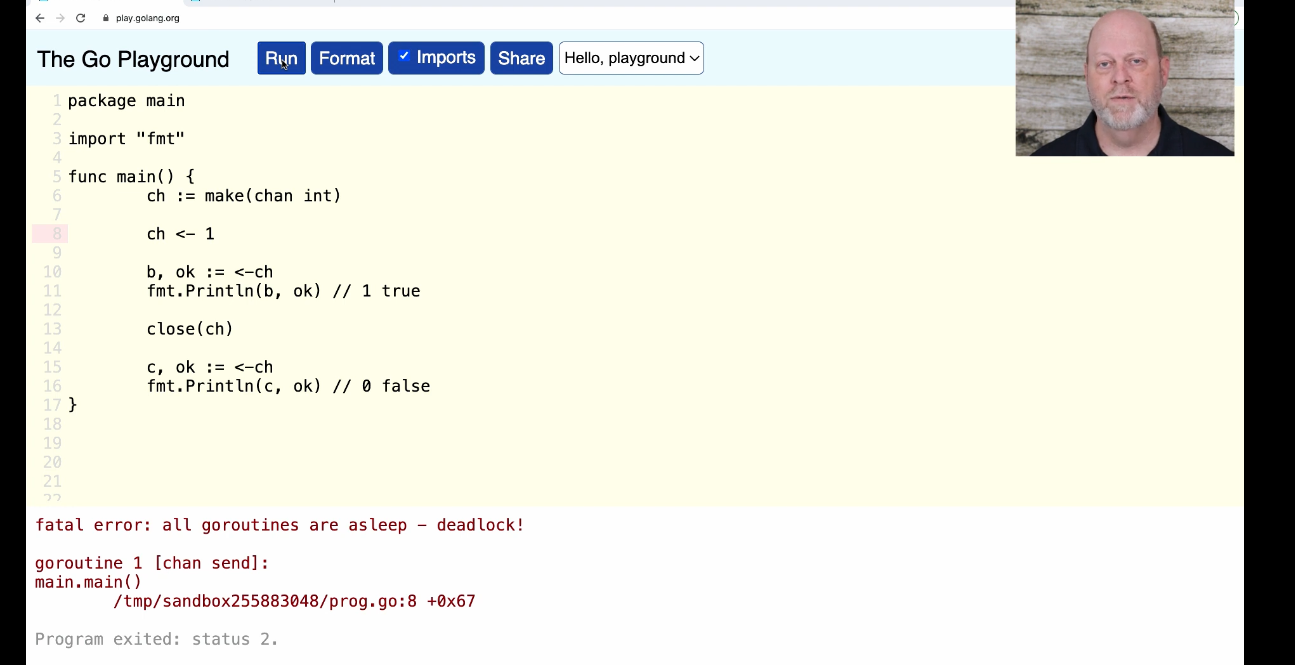 play.golang.org
The Go Playground Run Format Imports Share Hello, playground
1 package main
2
3 import "fmt"
4
5 func main() {
6 ch := make(chan int)
7
8 ch <- 1
9
10 b, ok := <-ch
11 fmt.Println(b, ok) // 1 true
12
13 close(ch)
14
15 c, ok := <-ch
16 fmt.Println(c, ok) // 0 false
17 }
18
19
20
21
22
fatal error: all goroutines are asleep - deadlock!
goroutine 1 [chan send]:
main.main()
/tmp/sandbox255883048/prog.go:8 +0x67
Program exited: status 2.